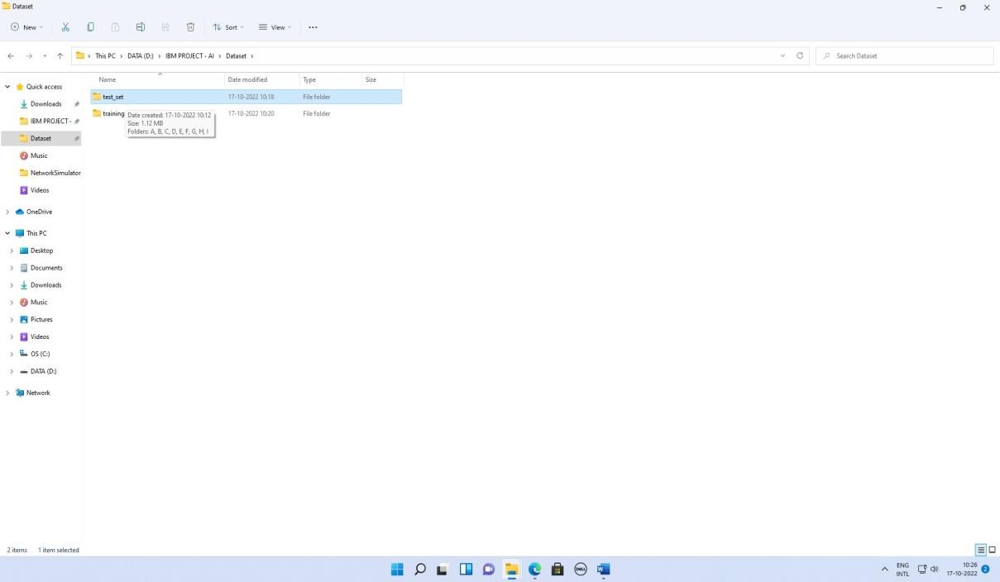 Dataset
New
Sort
View
This PC > DATA (D:) > IBM PROJECT - AI > Dataset >
Search Dataset
Name Date modified Type Size
test_set 17-10-2022 10:18 File folder
training 17-10-2022 10:20 File folder
Date created: 17-10-2022 10:12
Size: 1.12 MB
Folders: A, B, C, D, E, F, G, H, I
Quick access
Downloads
IBM PROJECT -
Dataset
Music
NetworkSimulator
Videos
OneDrive
This PC
Desktop
Documents
Downloads
Music
Pictures
Videos
OS (C:)
DATA (D:)
Network
2 items 1 item selected
DELL
W
ENG
INTL
10:26
17-10-2022
2